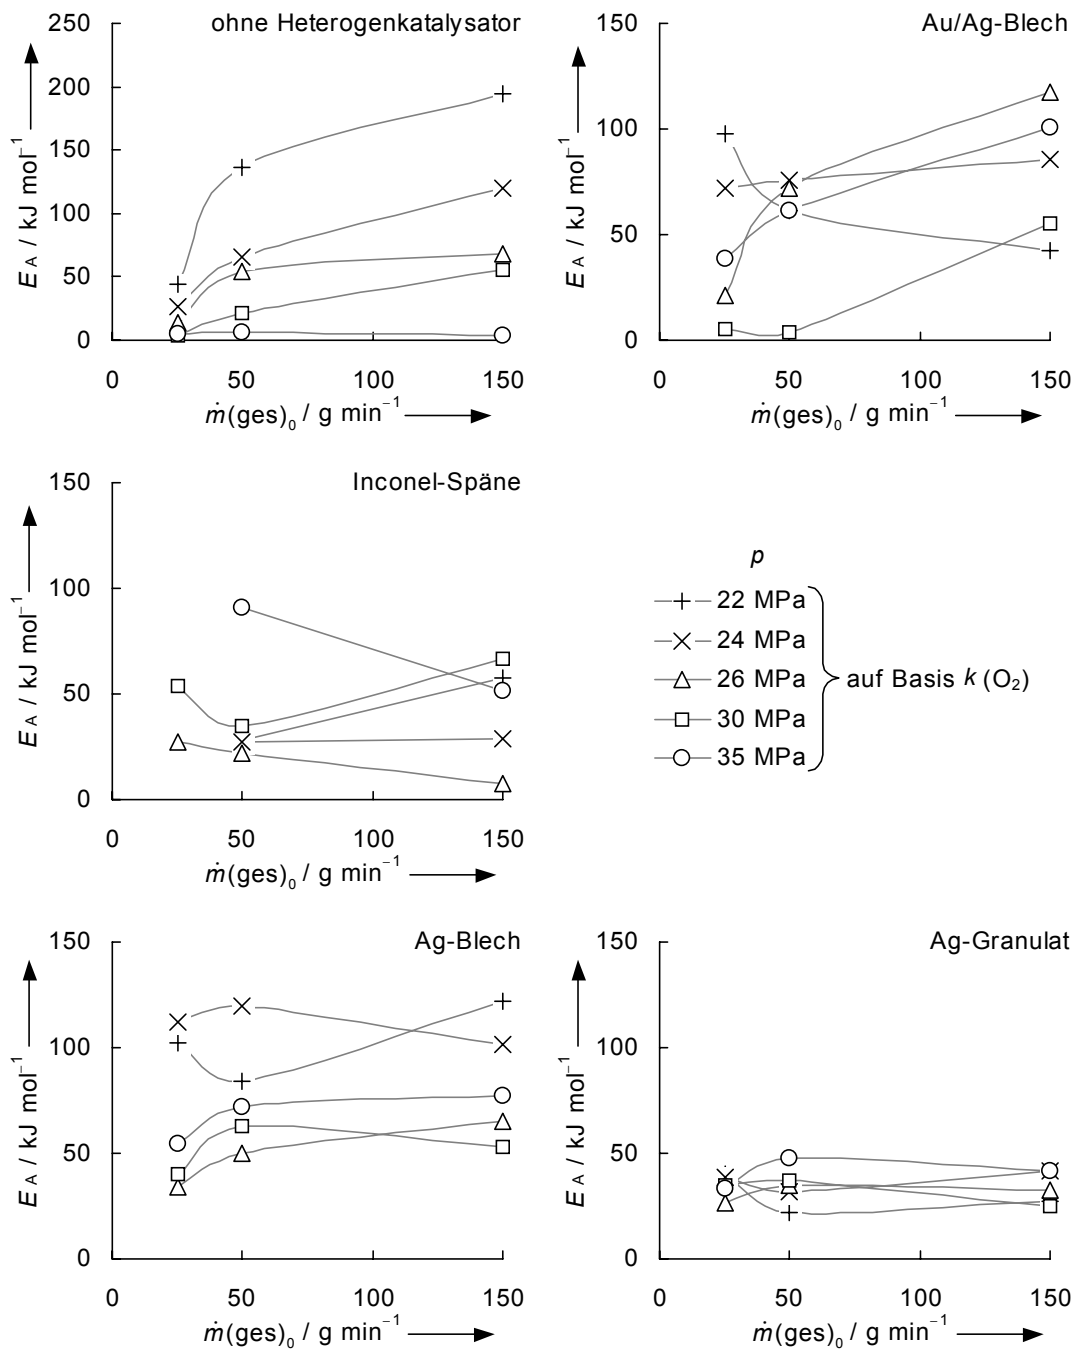 ohne Heterogenkatalysator
250
200
150
100
50
0
E A / kJ mol−1
0 50 100 150
ṁ(ges)0 / g min−1
Au/Ag-Blech
150
100
50
0
E A / kJ mol−1
0 50 100 150
ṁ(ges)0 / g min−1
Inconel-Späne
150
100
50
0
E A / kJ mol−1
0 50 100 150
ṁ(ges)0 / g min−1
p
22 MPa
24 MPa
26 MPa
30 MPa
35 MPa
auf Basis k (O2)
Ag-Blech
150
100
50
0
E A / kJ mol−1
0 50 100 150
ṁ(ges)0 / g min−1
Ag-Granulat
150
100
50
0
E A / kJ mol−1
0 50 100 150
ṁ(ges)0 / g min−1